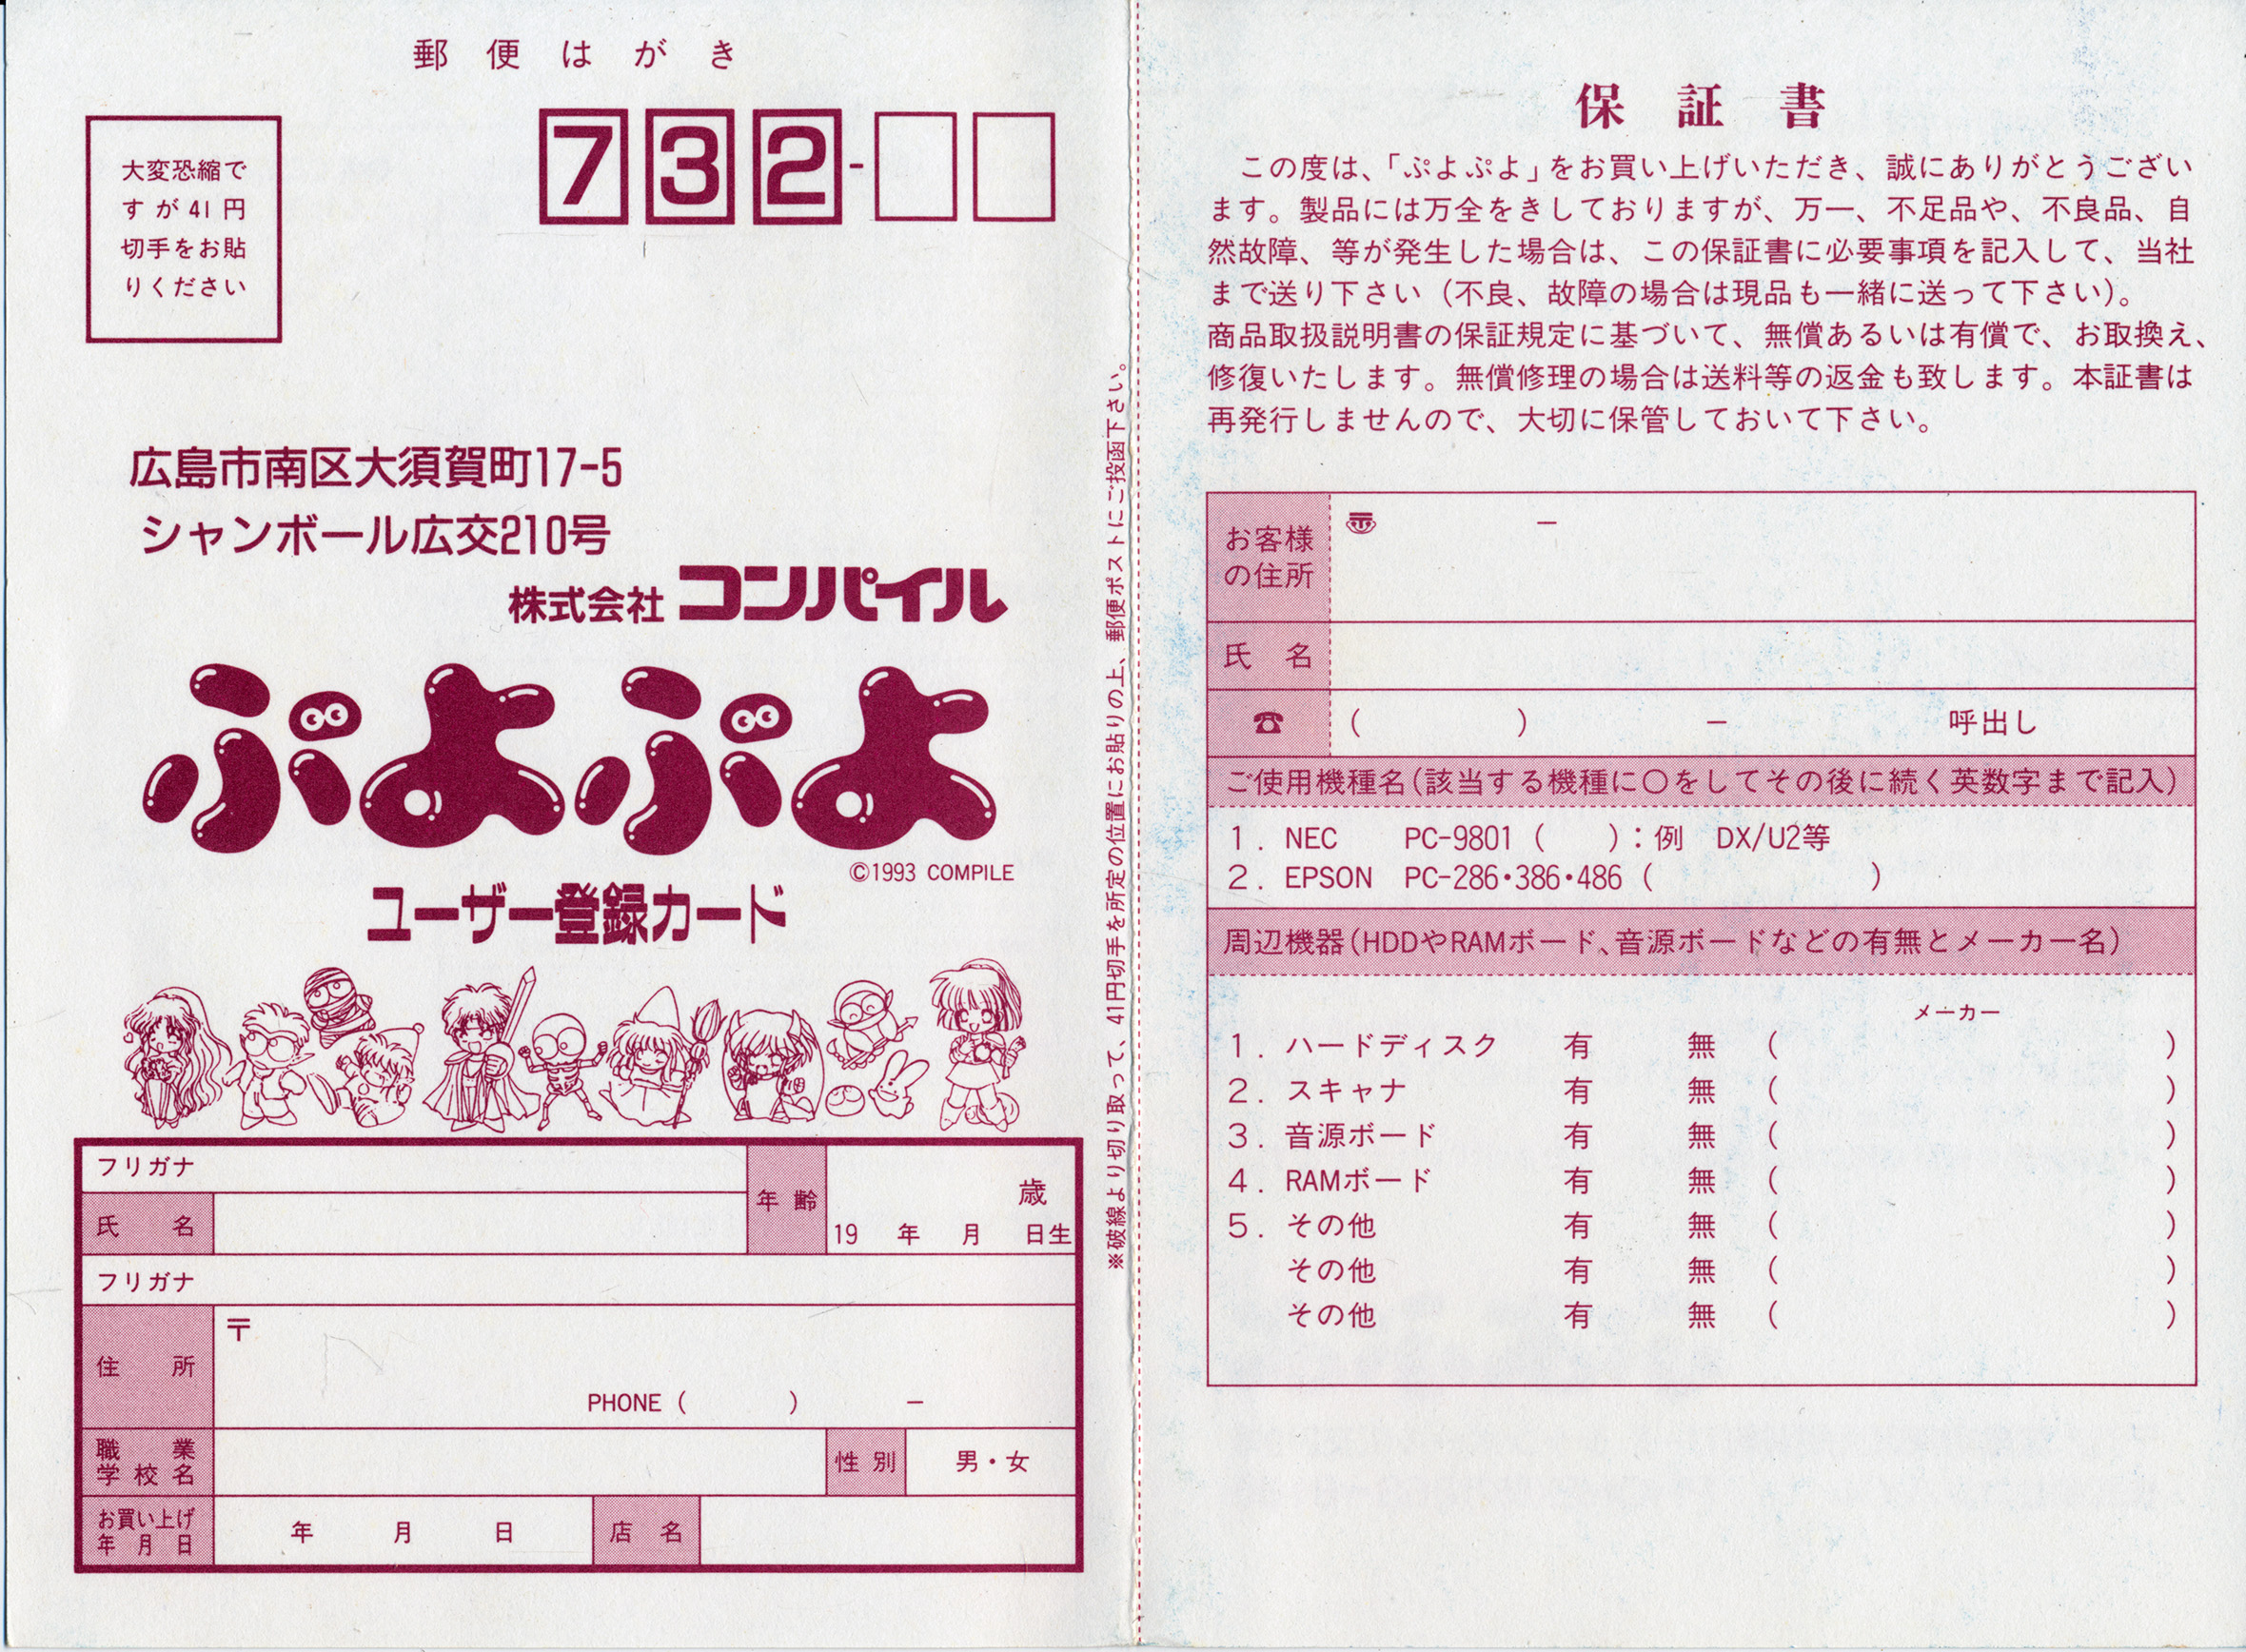 郵便はがき
大変恐縮で
すが41円
切手をお貼
りください
732-
広島市南区大須賀町17-5
シャンボール広交210号
株式会社 コンパイル
ぷよぷよ
©1993 COMPILE
ユーザー登録カード
フリガナ
氏名
年齢
歳
19 年 月 日生
フリガナ
住所
〒
PHONE ( ) －
職業
学校名
性別
男・女
お買い上げ
年月日
年 月 日
店名
※破線より切り取って、41円切手を所定の位置にお貼りの上、郵便ポストにご投函下さい。
保証書
この度は、「ぷよぷよ」をお買い上げいただき、誠にありがとうござい
ます。製品には万全をきしておりますが、万一、不足品や、不良品、自
然故障、等が発生した場合は、この保証書に必要事項を記入して、当社
まで送り下さい（不良、故障の場合は現品も一緒に送って下さい）。
商品取扱説明書の保証規定に基づいて、無償あるいは有償で、お取換え、
修復いたします。無償修理の場合は送料等の返金も致します。本証書は
再発行しませんので、大切に保管しておいて下さい。
お客様
の住所
〠 －
氏名
☎ ( ) － 呼出し
ご使用機種名(該当する機種に○をしてその後に続く英数字まで記入)
1. NEC PC-9801 ( ):例 DX/U2等
2. EPSON PC-286・386・486 ( )
周辺機器(HDDやRAMボード、音源ボードなどの有無とメーカー名)
メーカー
1. ハードディスク 有 無 ( )
2. スキャナ 有 無 ( )
3. 音源ボード 有 無 ( )
4. RAMボード 有 無 ( )
5. その他 有 無 ( )
その他 有 無 ( )
その他 有 無 ( )